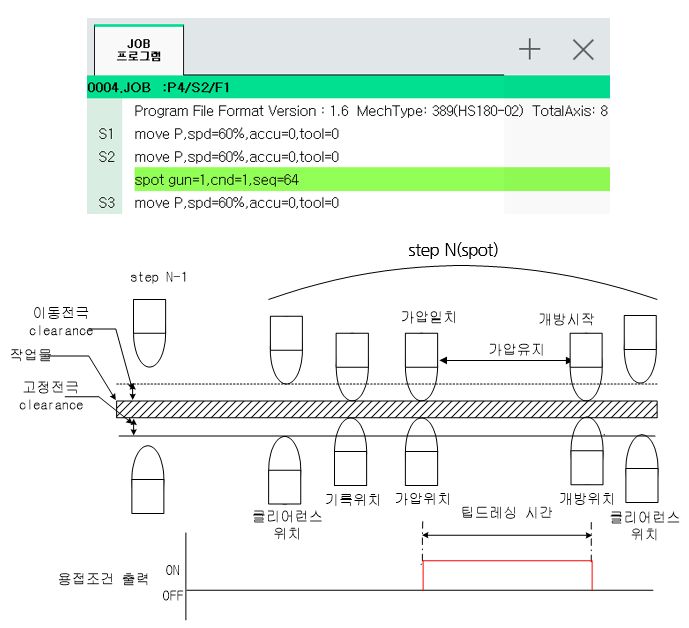 JOB
프로그램
0004.JOB :P4/S2/F1
Program File Format Version : 1.6 MechType: 389(HS180-02) TotalAxis: 8
S1 move P,spd=60%,accu=0,tool=0
S2 move P,spd=60%,accu=0,tool=0
spot gun=1,cnd=1,seq=64
S3 move P,spd=60%,accu=0,tool=0
step N(spot)
step N-1
이동전극
clearance
가압일치
개방시작
가압유지
작업물
고정전극
clearance
기록위치
가압위치
개방위치
클리어런스
위치
팁드레싱 시간
클리어런스
위치
용접조건 출력
ON
OFF